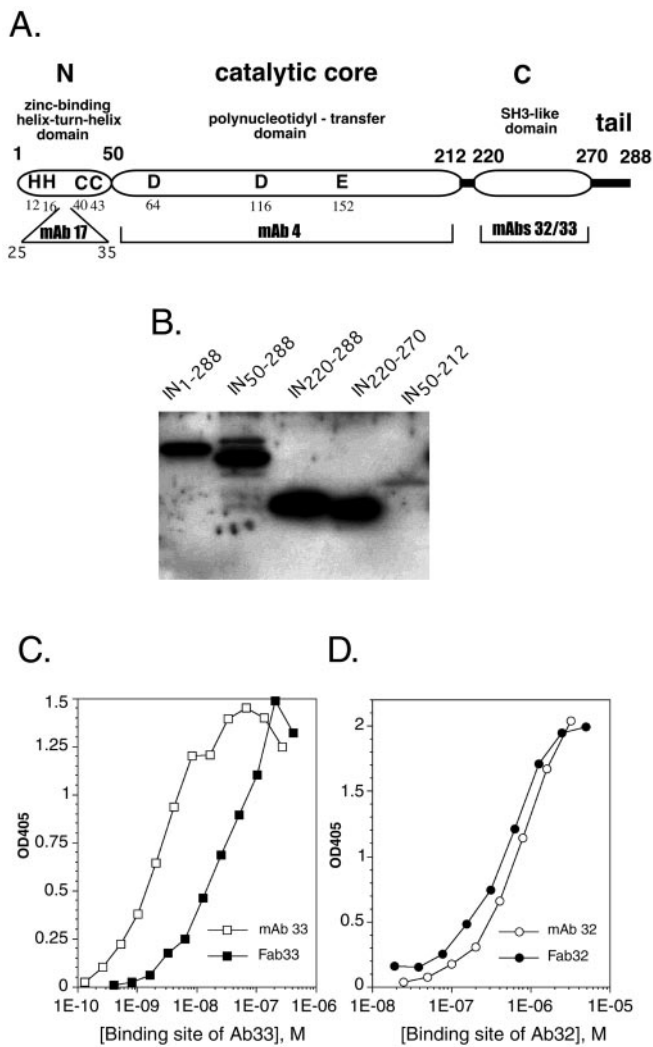 A.
N
catalytic core
C
zinc-binding
helix-turn-helix
domain
polynucleotidyl - transfer
domain
SH3-like
domain
tail
1
50
212
220
270
288
HH
CC
D
D
E
12
16
40
43
64
116
152
mAb 17
mAb 4
mAbs 32/33
25
35
B.
IN1-288
IN50-288
IN220-288
IN220-270
IN50-212
C.
D.
1.5
1.25
1
0.75
0.5
0.25
0
OD405
mAb 33
Fab33
1E-10
1E-09
1E-08
1E-07
1E-06
[Binding site of Ab33], M
2
1.5
1
0.5
0
OD405
mAb 32
Fab32
1E-08
1E-07
1E-06
1E-05
[Binding site of Ab32], M